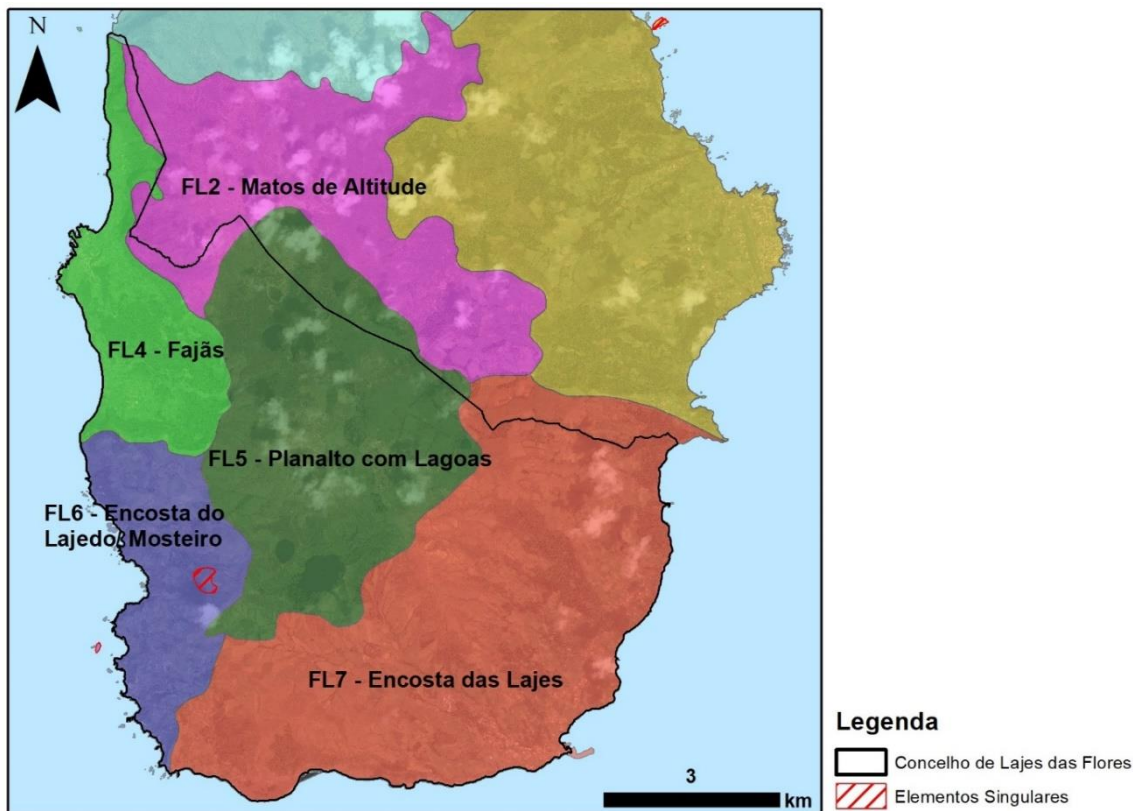 N
FL2 - Matos de Altitude
FL4 - Fajãs
FL5 - Planalto com Lagoas
FL6 - Encosta do
Lajedo, Mosteiro
FL7 - Encosta das Lajes
3
km
Legenda
Concelho de Lajes das Flores
Elementos Singulares